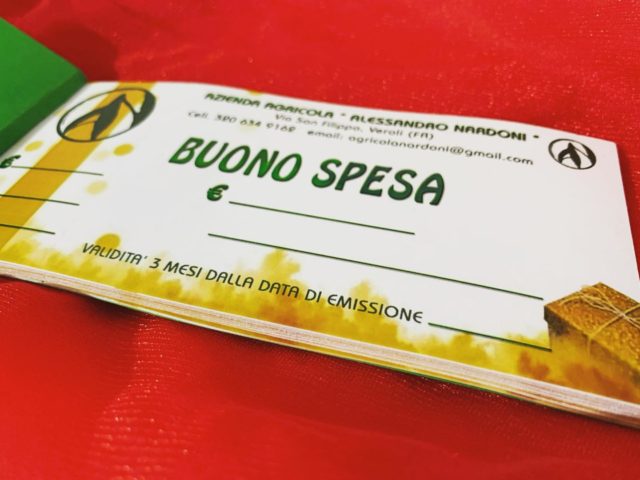 AZIENDA AGRICOLA " ALESSANDRO NARDONI "
Via San Filippo, Veroli (FR)
Cell. 320 634 9162 email: agricolanardoni@gmail.com
BUONO SPESA
€
€
VALIDITA' 3 MESI DALLA DATA DI EMISSIONE